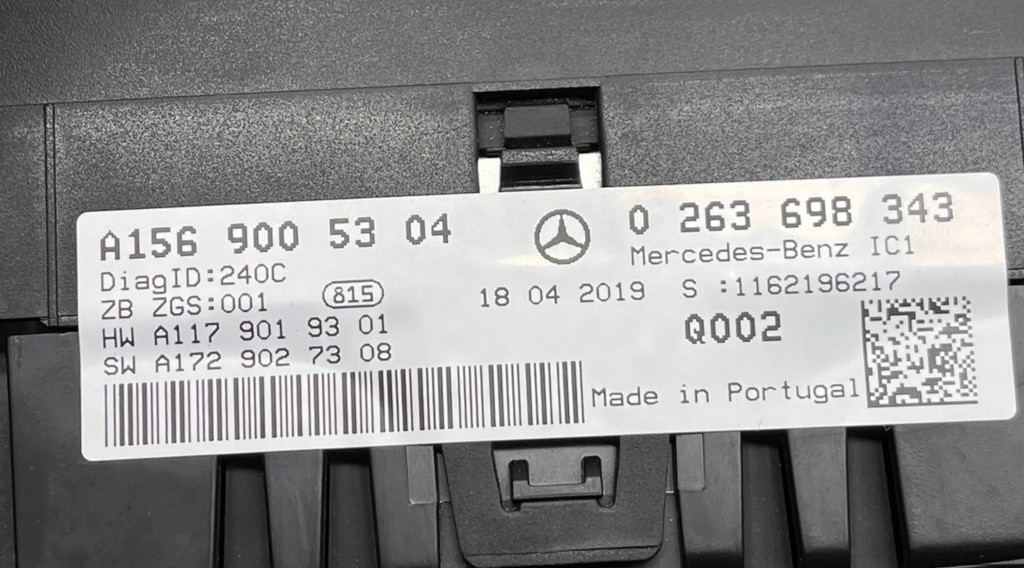 A156 900 53 04
0 263 698 343
Mercedes-Benz IC1
DiagID:240C
ZB ZGS:001
815
18 04 2019
S :1162196217
HW A117 901 93 01
Q002
SW A172 902 73 08
Made in Portugal